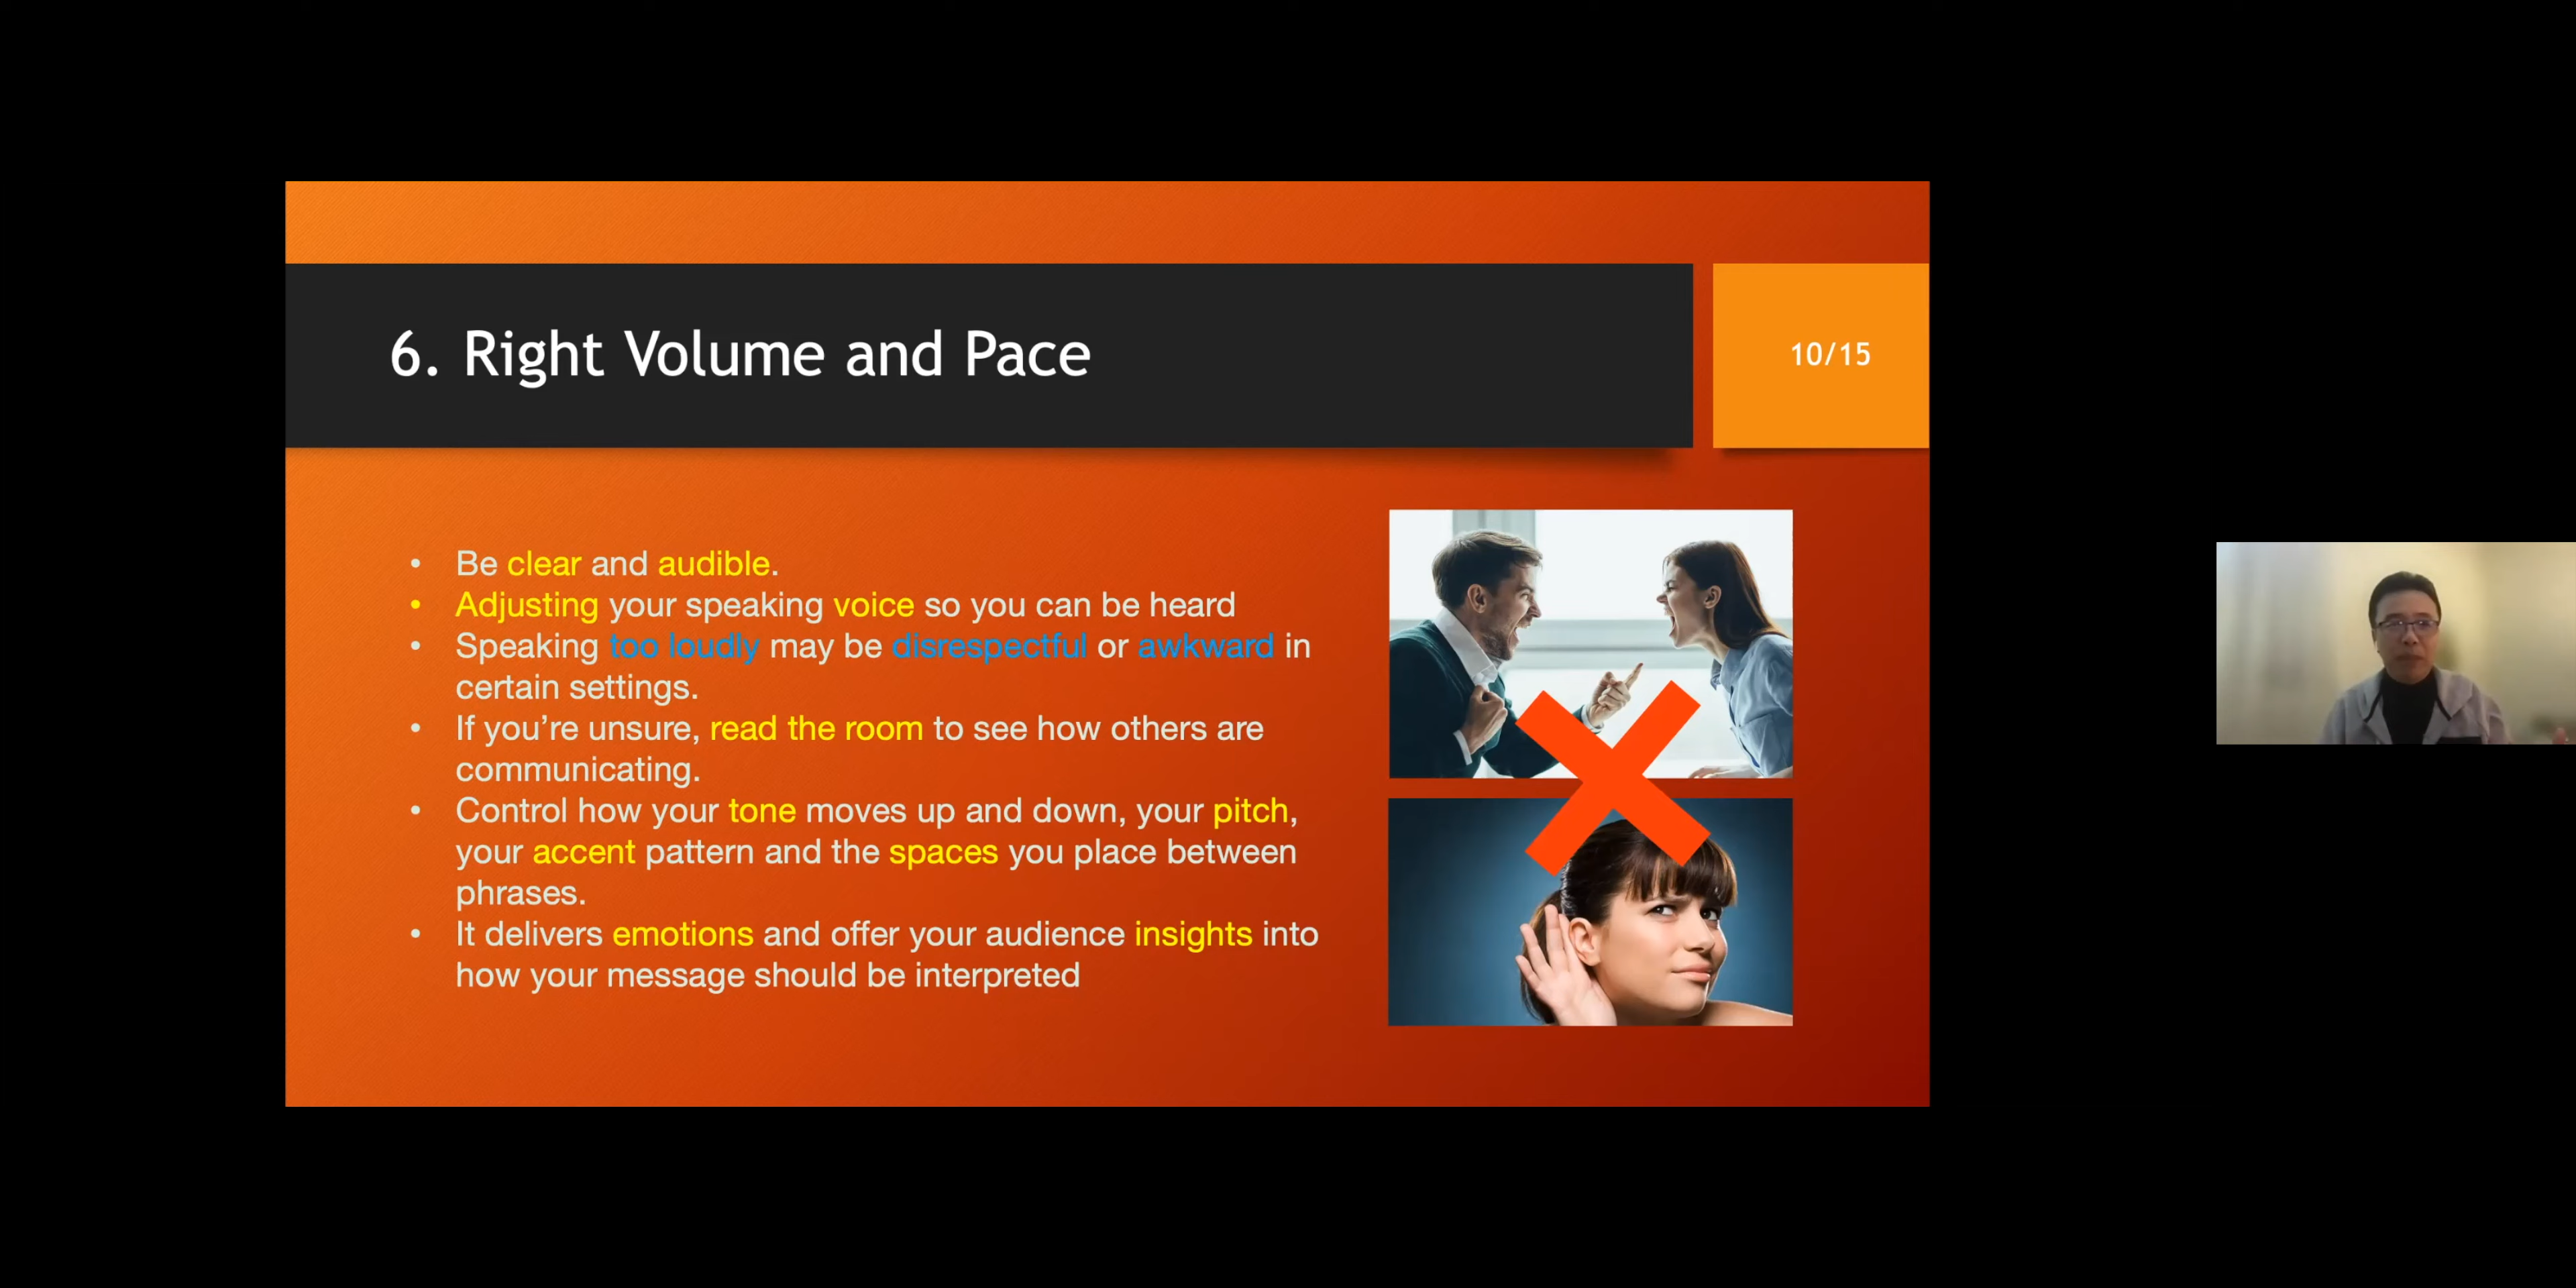 6. Right Volume and Pace
10/15
• Be clear and audible.
• Adjusting your speaking voice so you can be heard
• Speaking too loudly may be disrespectful or awkward in
certain settings.
• If you’re unsure, read the room to see how others are
communicating.
• Control how your tone moves up and down, your pitch,
your accent pattern and the spaces you place between
phrases.
• It delivers emotions and offer your audience insights into
how your message should be interpreted